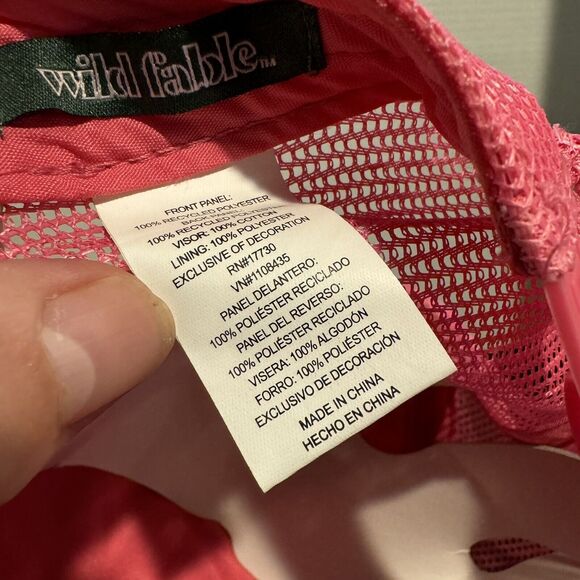 wild fable™
FRONT PANEL:
100% RECYCLED POLYESTER
BACK PANEL:
100% RECYCLED POLYESTER
VISOR: 100% COTTON
LINING: 100% POLYESTER
EXCLUSIVE OF DECORATION
RN#17730
VN#1108435
PANEL DELANTERO:
100% POLIÉSTER RECICLADO
PANEL DEL REVERSO:
100% POLIÉSTER RECICLADO
VISERA: 100% ALGODÓN
FORRO: 100% POLIÉSTER
EXCLUSIVO DE DECORACIÓN
MADE IN CHINA
HECHO EN CHINA